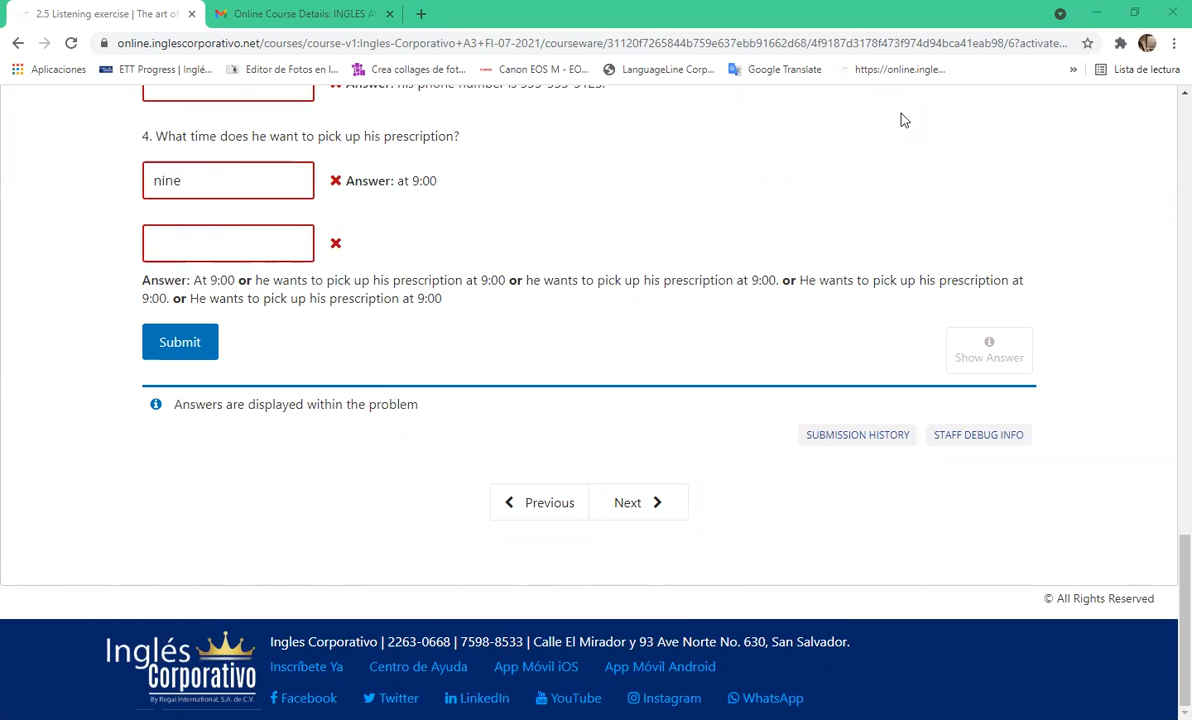 2.5 Listening exercise | The art of
Online Course Details: INGLES A
online.inglescorporativo.net/courses/course-v1:Ingles-Corporativo+A3+FI-07-2021/courseware/31120f7265844b759e637ebb91662d68/4f9187d3178f473f974d94bca41eab98/6?activate...
Aplicaciones
ETT Progress | Inglé...
Editor de Fotos en l...
Crea collages de fot...
Canon EOS M - EO...
LanguageLine Corp...
Google Translate
https://online.ingle...
»
Lista de lectura
Answer: his phone number is 555-555-5123.
4. What time does he want to pick up his prescription?
nine
Answer: at 9:00
Answer: At 9:00 or he wants to pick up his prescription at 9:00 or he wants to pick up his prescription at 9:00. or He wants to pick up his prescription at
9:00. or He wants to pick up his prescription at 9:00
Submit
Show Answer
Answers are displayed within the problem
SUBMISSION HISTORY
STAFF DEBUG INFO
Previous
Next
© All Rights Reserved
Inglés Corporativo
By Regal International, S.A. de C.V.
Ingles Corporativo | 2263-0668 | 7598-8533 | Calle El Mirador y 93 Ave Norte No. 630, San Salvador.
Inscríbete Ya
Centro de Ayuda
App Móvil iOS
App Móvil Android
Facebook
Twitter
LinkedIn
YouTube
Instagram
WhatsApp